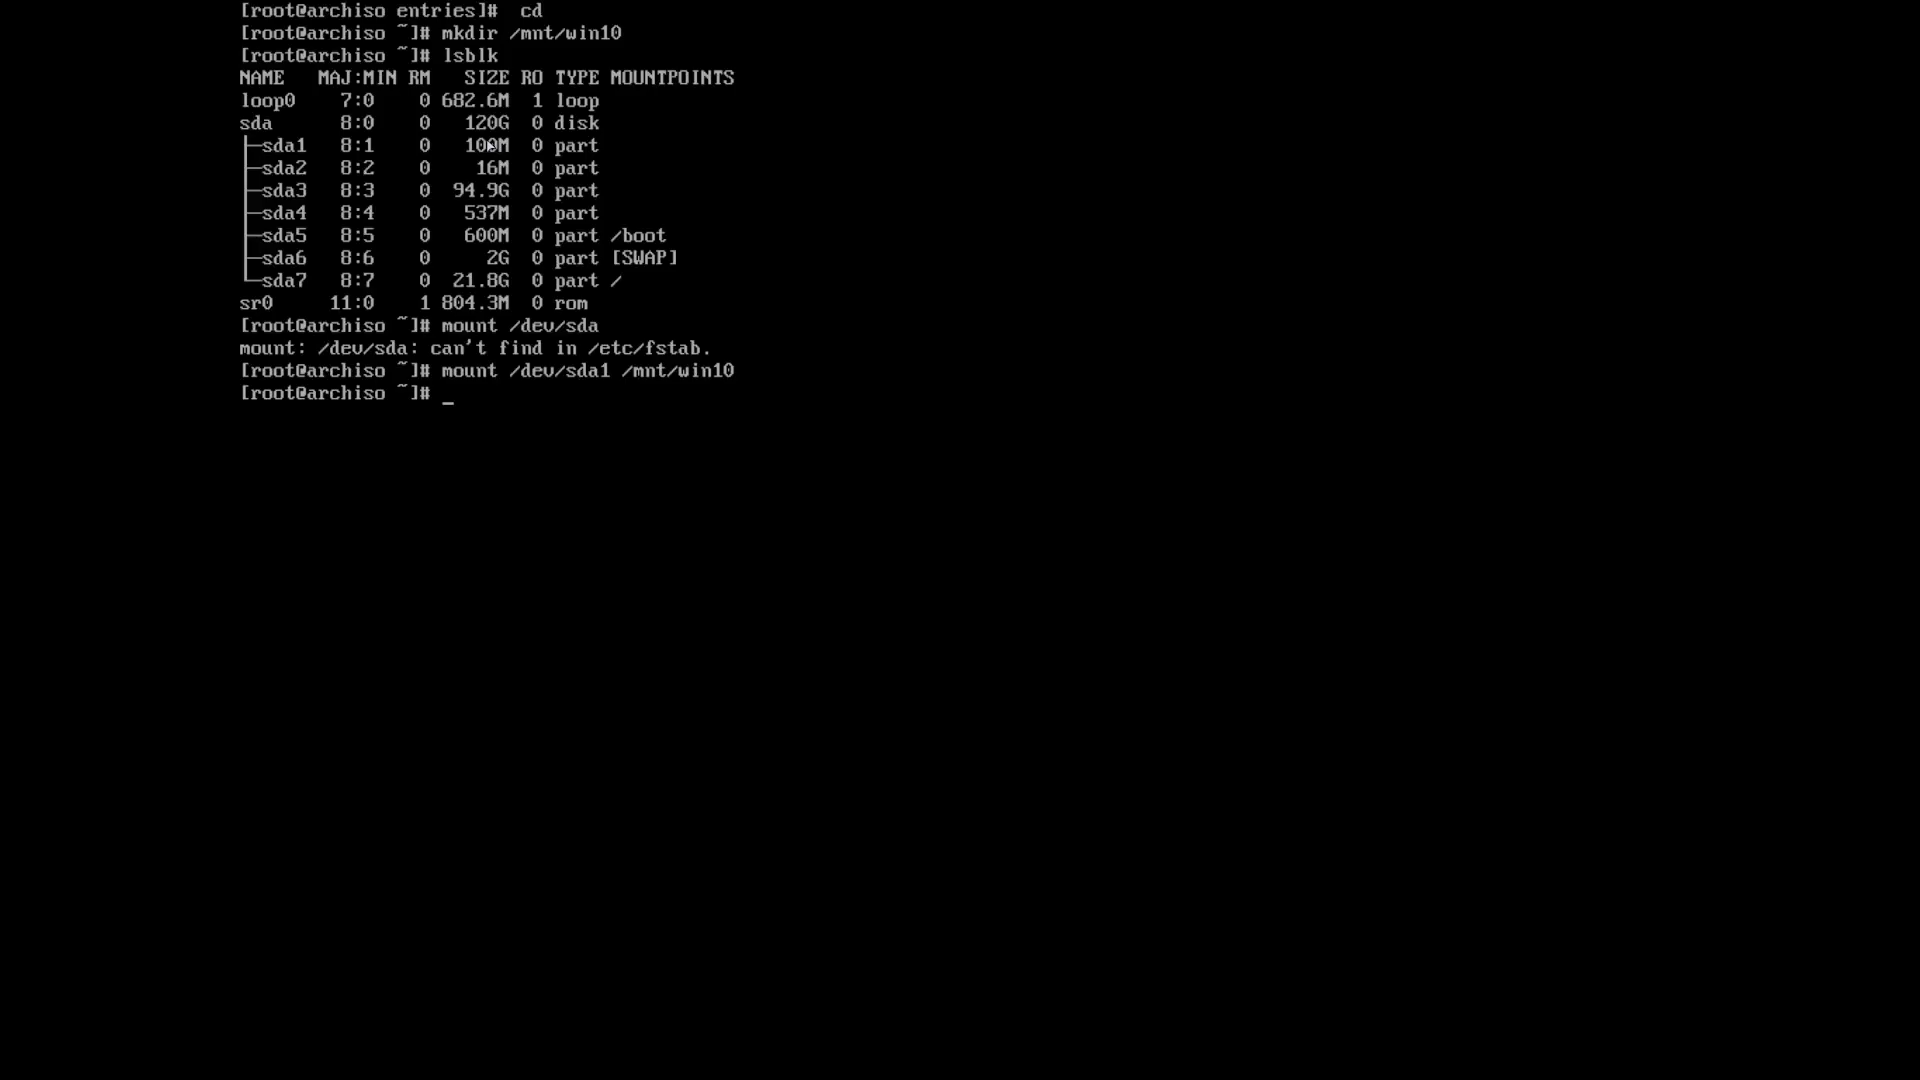 [root@archiso entries]#  cd
[root@archiso ~]# mkdir /mnt/win10
[root@archiso ~]# lsblk
NAME   MAJ:MIN RM   SIZE RO TYPE MOUNTPOINTS
loop0    7:0    0 682.6M  1 loop
sda      8:0    0   120G  0 disk
├─sda1   8:1    0   100M  0 part
├─sda2   8:2    0    16M  0 part
├─sda3   8:3    0  94.9G  0 part
├─sda4   8:4    0   537M  0 part
├─sda5   8:5    0   600M  0 part /boot
├─sda6   8:6    0     2G  0 part [SWAP]
└─sda7   8:7    0  21.8G  0 part /
sr0     11:0    1 804.3M  0 rom
[root@archiso ~]# mount /dev/sda
mount: /dev/sda: can't find in /etc/fstab.
[root@archiso ~]# mount /dev/sda1 /mnt/win10
[root@archiso ~]# _